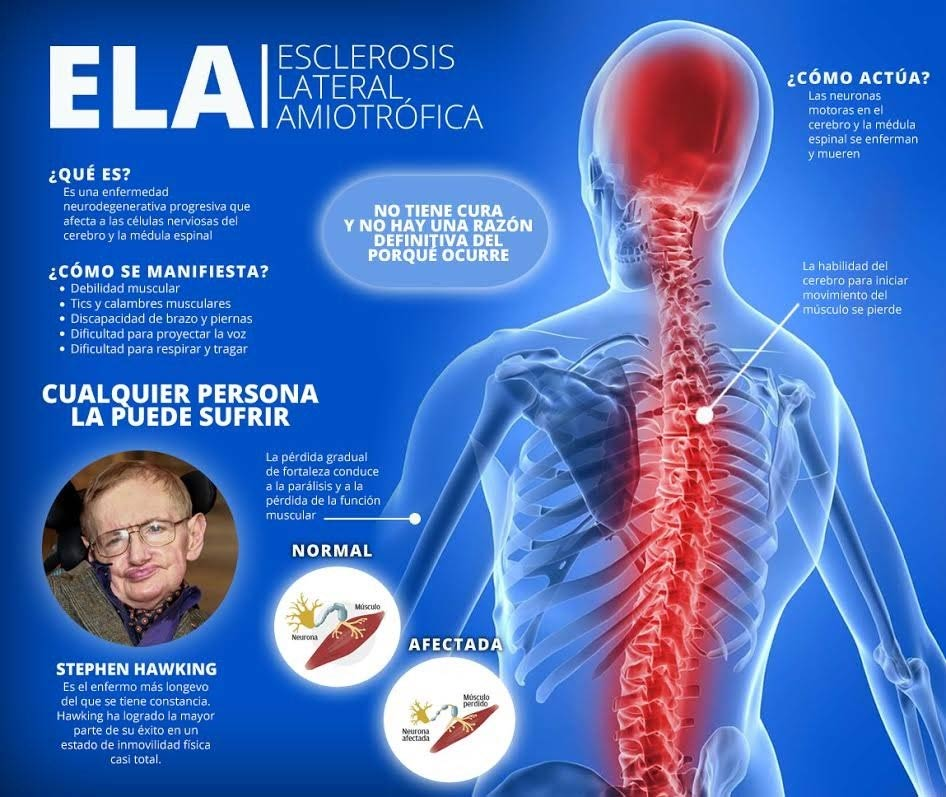 ELA
ESCLEROSIS
LATERAL
AMIOTRÓFICA
¿QUÉ ES?
Es una enfermedad
neurodegenerativa progresiva que
afecta a las células nerviosas del
cerebro y la médula espinal
¿CÓMO SE MANIFIESTA?
• Debilidad muscular
• Tics y calambres musculares
• Discapacidad de brazo y piernas
• Dificultad para proyectar la voz
• Dificultad para respirar y tragar
NO TIENE CURA
Y NO HAY UNA RAZÓN
DEFINITIVA DEL
PORQUÉ OCURRE
¿CÓMO ACTÚA?
Las neuronas
motoras en el
cerebro y la médula
espinal se enferman
y mueren
La habilidad del
cerebro para iniciar
movimiento del
músculo se pierde
CUALQUIER PERSONA
LA PUEDE SUFRIR
STEPHEN HAWKING
Es el enfermo más longevo
del que se tiene constancia.
Hawking ha logrado la mayor
parte de su éxito en un
estado de inmovilidad física
casi total.
La pérdida gradual
de fortaleza conduce
a la parálisis y a la
pérdida de la función
muscular
NORMAL
Músculo
Neurona
AFECTADA
Músculo
perdido
Neurona
afectada